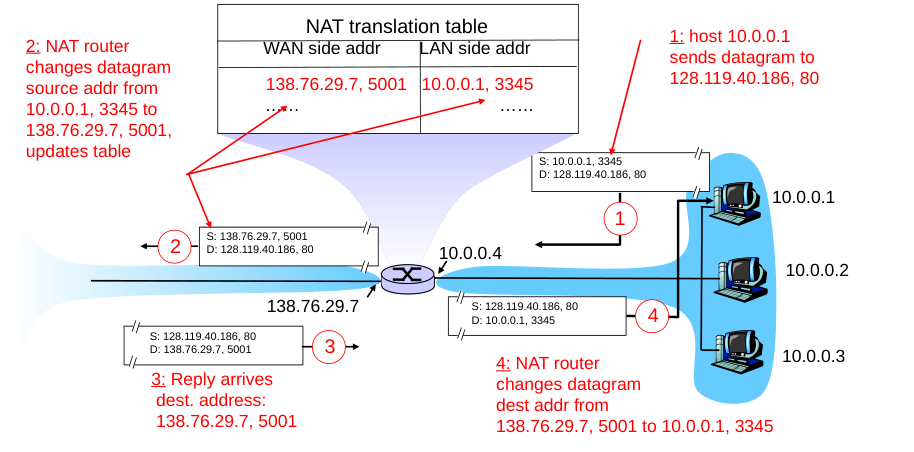 NAT translation table
WAN side addr LAN side addr
138.76.29.7, 5001 10.0.0.1, 3345
…… ……
2: NAT router
changes datagram
source addr from
10.0.0.1, 3345 to
138.76.29.7, 5001,
updates table
1: host 10.0.0.1
sends datagram to
128.119.40.186, 80
S: 10.0.0.1, 3345
D: 128.119.40.186, 80
1
10.0.0.1
S: 138.76.29.7, 5001
D: 128.119.40.186, 80
2
10.0.0.4
10.0.0.2
138.76.29.7
S: 128.119.40.186, 80
D: 10.0.0.1, 3345
4
S: 128.119.40.186, 80
D: 138.76.29.7, 5001
3
10.0.0.3
3: Reply arrives
dest. address:
138.76.29.7, 5001
4: NAT router
changes datagram
dest addr from
138.76.29.7, 5001 to 10.0.0.1, 3345